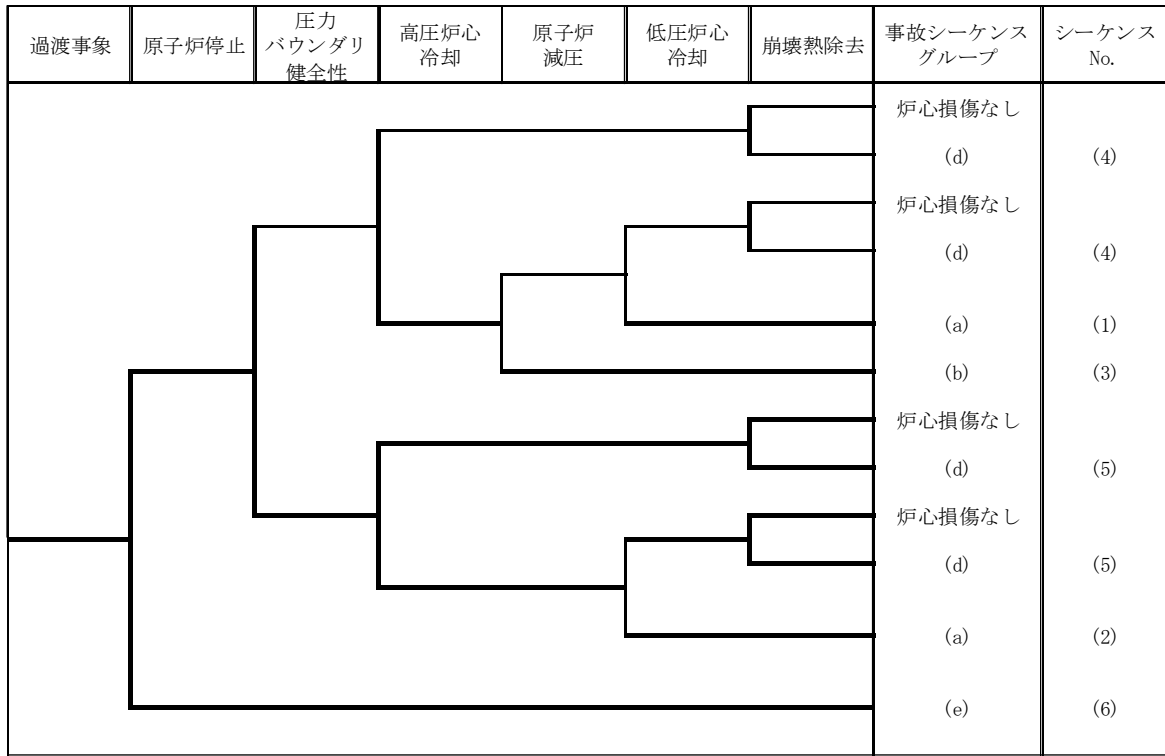 過渡事象
原子炉停止
圧力
バウンダリ
健全性
高圧炉心
冷却
原子炉
減圧
低圧炉心
冷却
崩壊熱除去
事故シーケンス
グループ
シーケンス
No.
炉心損傷なし
(d) (4)
炉心損傷なし
(d) (4)
(a) (1)
(b) (3)
炉心損傷なし
(d) (5)
炉心損傷なし
(d) (5)
(a) (2)
(e) (6)